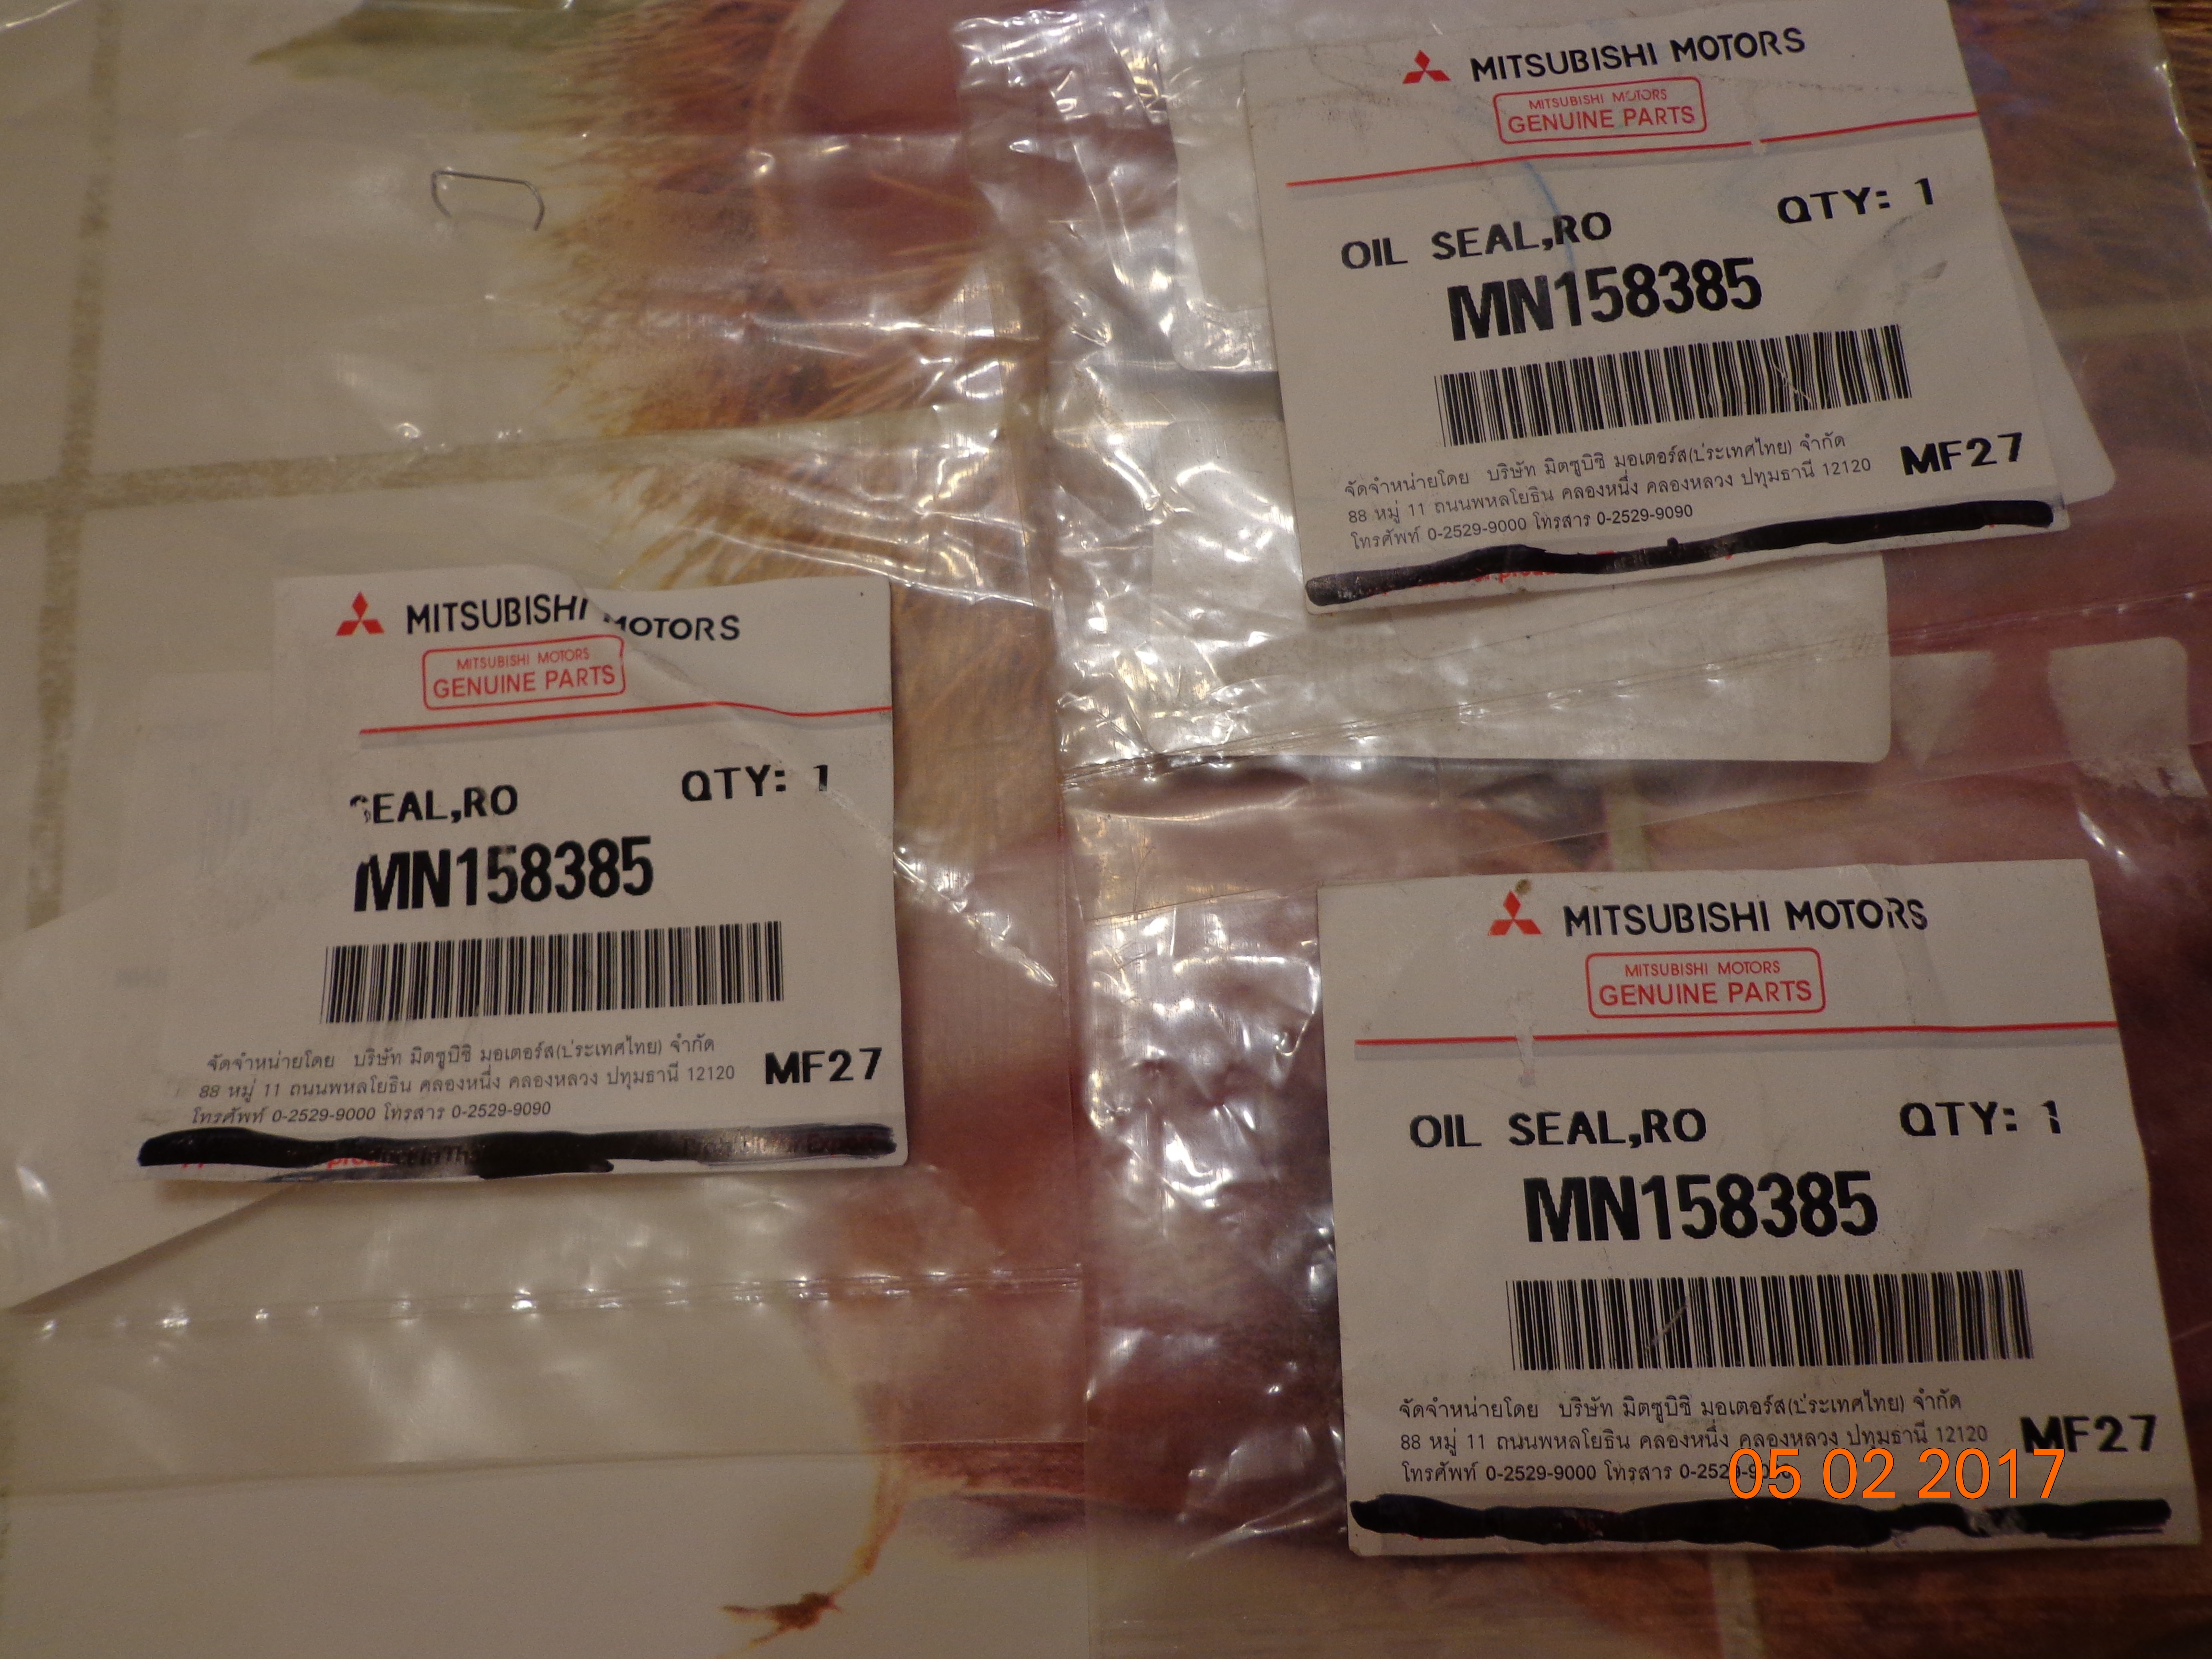 MITSUBISHI MOTORS
MITSUBISHI MOTORS
GENUINE PARTS
OIL SEAL,RO QTY: 1
MN158385
จัดจำหน่ายโดย บริษัท มิตซูบิชิ มอเตอร์ส(ประเทศไทย) จำกัด
88 หมู่ 11 ถนนพหลโยธิน คลองหนึ่ง คลองหลวง ปทุมธานี 12120
โทรศัพท์ 0-2529-9000 โทรสาร 0-2529-9090
MF27
MITSUBISHI MOTORS
MITSUBISHI MOTORS
GENUINE PARTS
SEAL,RO QTY: 1
MN158385
จัดจำหน่ายโดย บริษัท มิตซูบิชิ มอเตอร์ส(ประเทศไทย) จำกัด
88 หมู่ 11 ถนนพหลโยธิน คลองหนึ่ง คลองหลวง ปทุมธานี 12120
โทรศัพท์ 0-2529-9000 โทรสาร 0-2529-9090
MF27
MITSUBISHI MOTORS
MITSUBISHI MOTORS
GENUINE PARTS
OIL SEAL,RO QTY: 1
MN158385
จัดจำหน่ายโดย บริษัท มิตซูบิชิ มอเตอร์ส(ประเทศไทย) จำกัด
88 หมู่ 11 ถนนพหลโยธิน คลองหนึ่ง คลองหลวง ปทุมธานี 12120
โทรศัพท์ 0-2529-9000 โทรสาร 0-2529-9090
MF27
05 02 2017